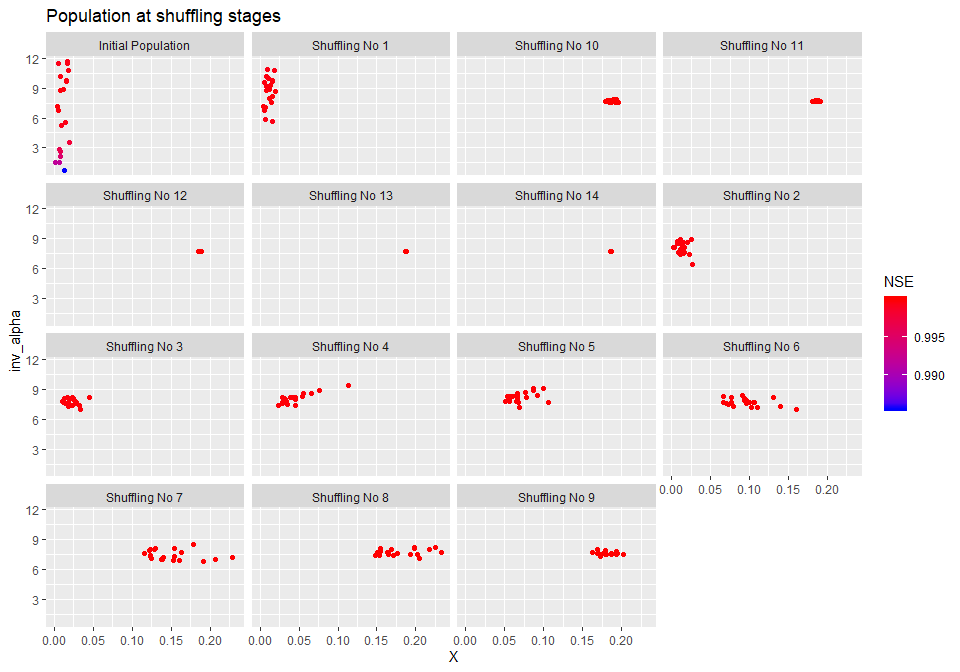 Population at shuffling stages
Initial Population
Shuffling No 1
Shuffling No 10
Shuffling No 11
12
9
6
3
Shuffling No 12
Shuffling No 13
Shuffling No 14
Shuffling No 2
12
9
6
3
NSE
0.995
0.990
inv_alpha
Shuffling No 3
Shuffling No 4
Shuffling No 5
Shuffling No 6
12
9
6
3
0.00 0.05 0.10 0.15 0.20
Shuffling No 7
Shuffling No 8
Shuffling No 9
12
9
6
3
0.00 0.05 0.10 0.15 0.20
0.00 0.05 0.10 0.15 0.20
0.00 0.05 0.10 0.15 0.20
X